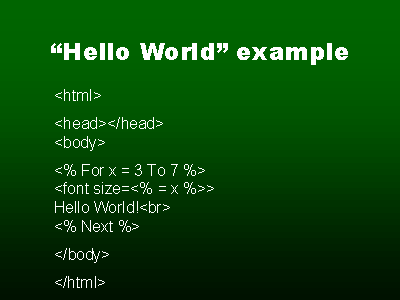 “Hello World” example
<html>
<head></head>
<body>
<% For x = 3 To 7 %>
<font size=<% = x %>>
Hello World!<br>
<% Next %>
</body>
</html>